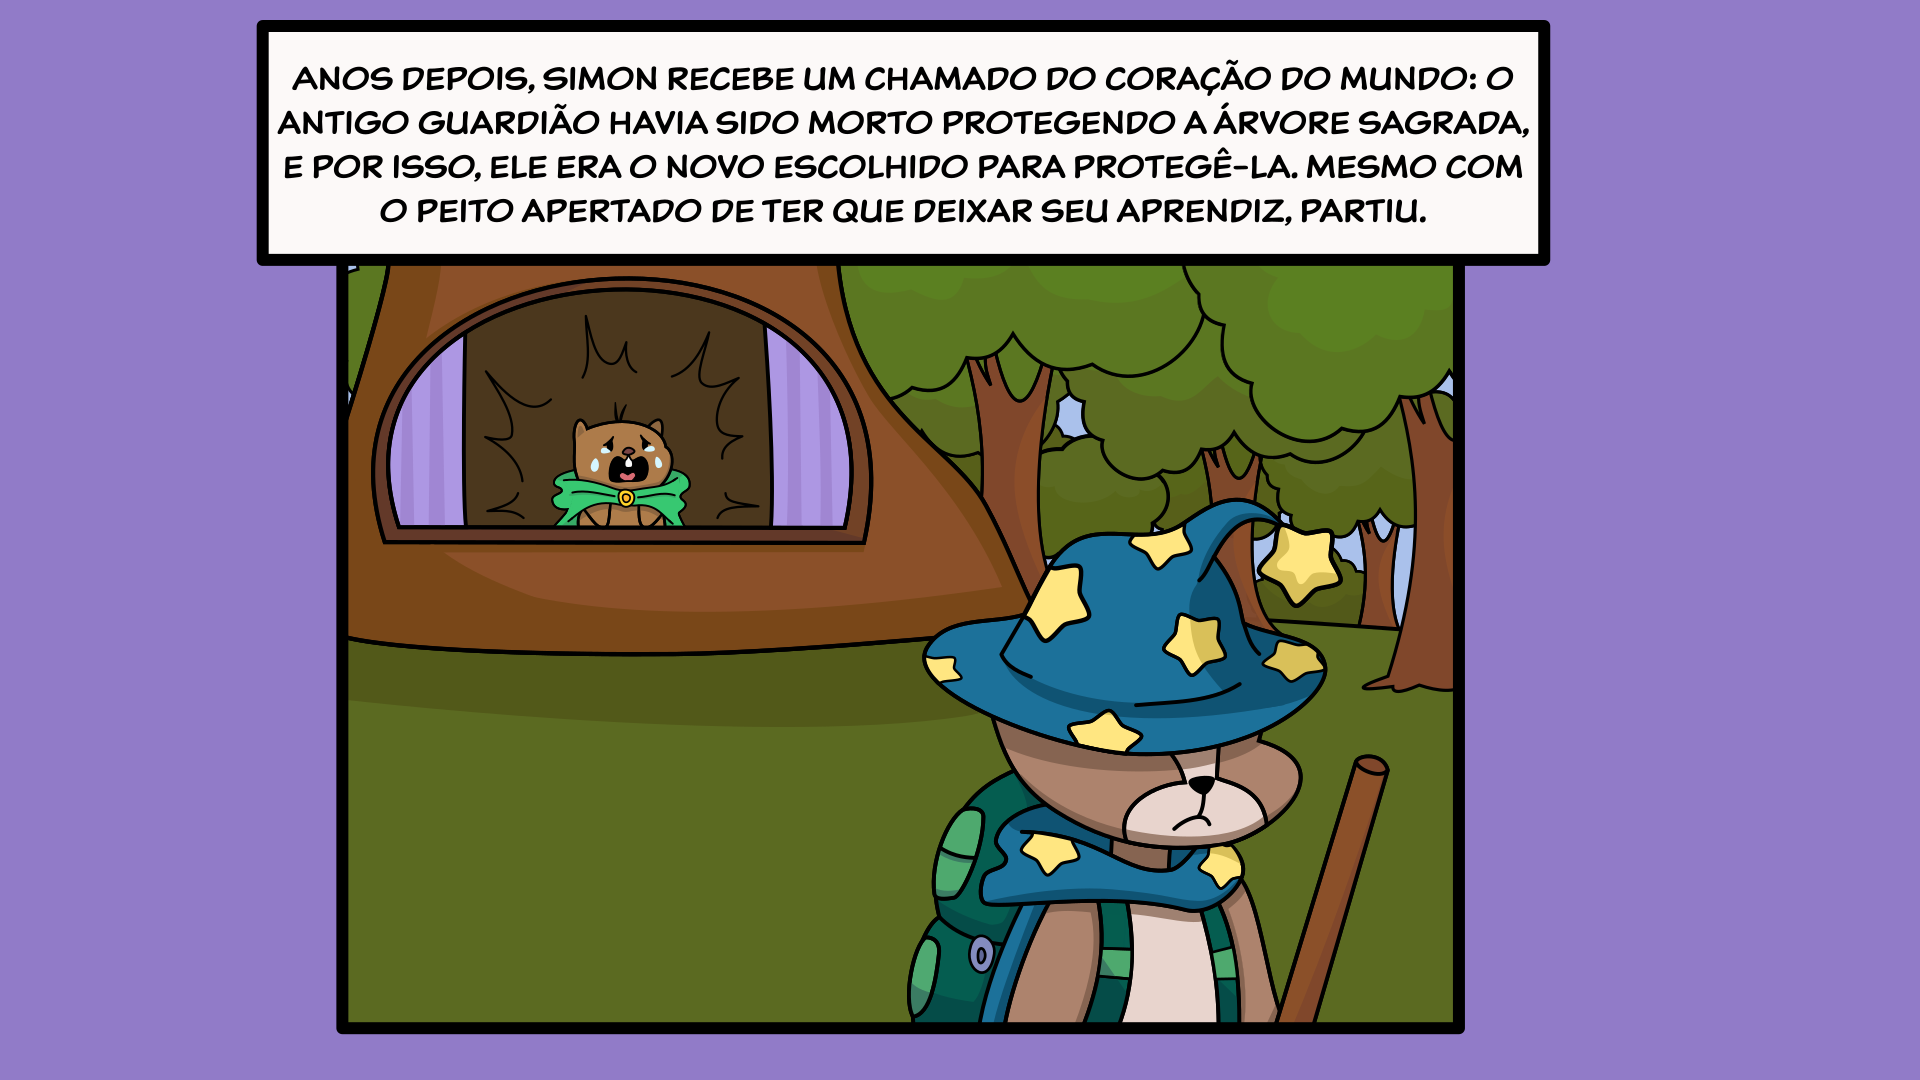 ANOS DEPOIS, SIMON RECEBE UM CHAMADO DO CORAÇÃO DO MUNDO: O
ANTIGO GUARDIÃO HAVIA SIDO MORTO PROTEGENDO A ÁRVORE SAGRADA,
E POR ISSO, ELE ERA O NOVO ESCOLHIDO PARA PROTEGÊ-LA. MESMO COM
O PEITO APERTADO DE TER QUE DEIXAR SEU APRENDIZ, PARTIU.